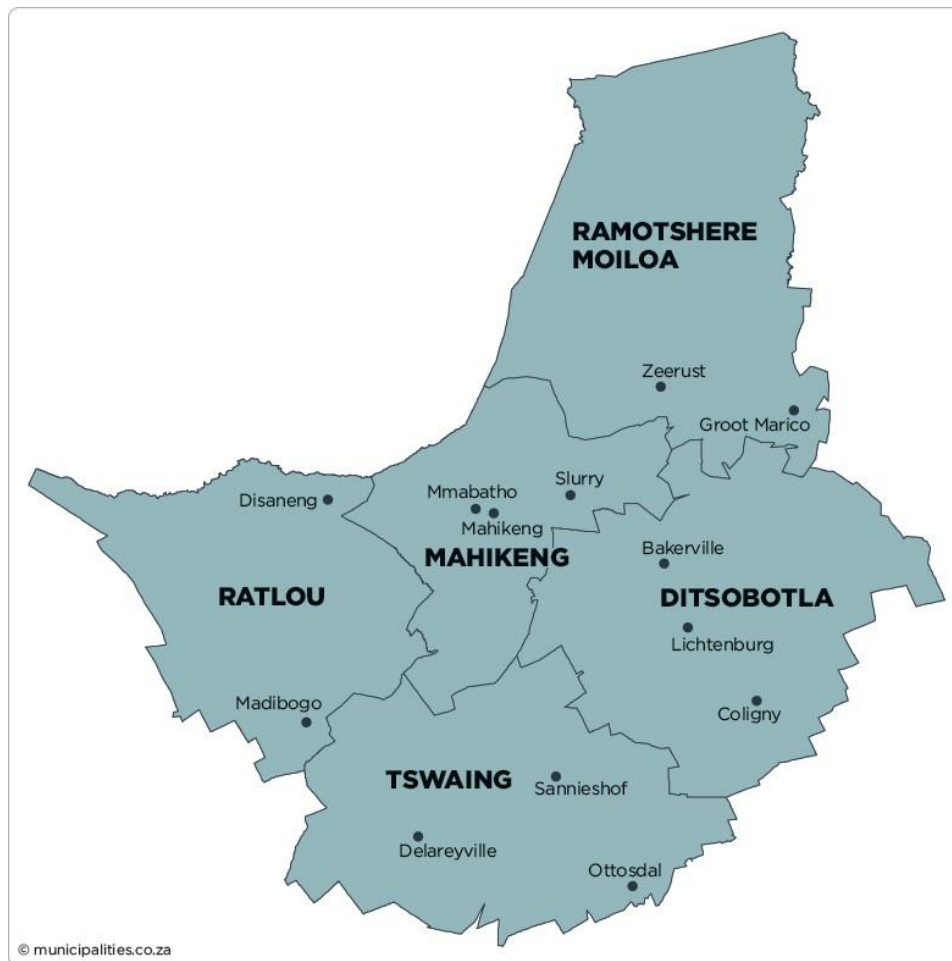 RAMOTSHERE
MOILOA
Zeerust
Groot Marico
Disaneng
Mmabatho
Slurry
Mahikeng
MAHIKENG
Bakerville
RATLOU
DITSOBOTLA
Lichtenburg
Madibogo
Coligny
TSWAING
Sannieshof
Delareyville
Ottosdal
© municipalities.co.za